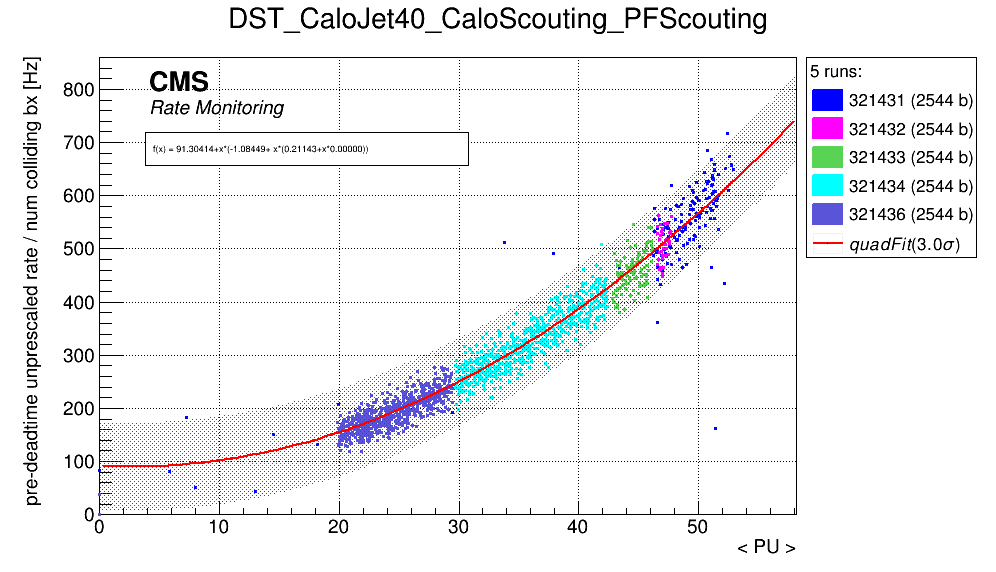 DST_CaloJet40_CaloScouting_PFScouting
pre-deadtime unprescaled rate / num colliding bx [Hz]
CMS
Rate Monitoring
f(x) = 91.30414+x*(-1.08449+ x*(0.21143+x*0.00000))
800
700
600
500
400
300
200
100
0
0 10 20 30 40 50
< PU >
5 runs:
321431 (2544 b)
321432 (2544 b)
321433 (2544 b)
321434 (2544 b)
321436 (2544 b)
quadFit(3.0σ)